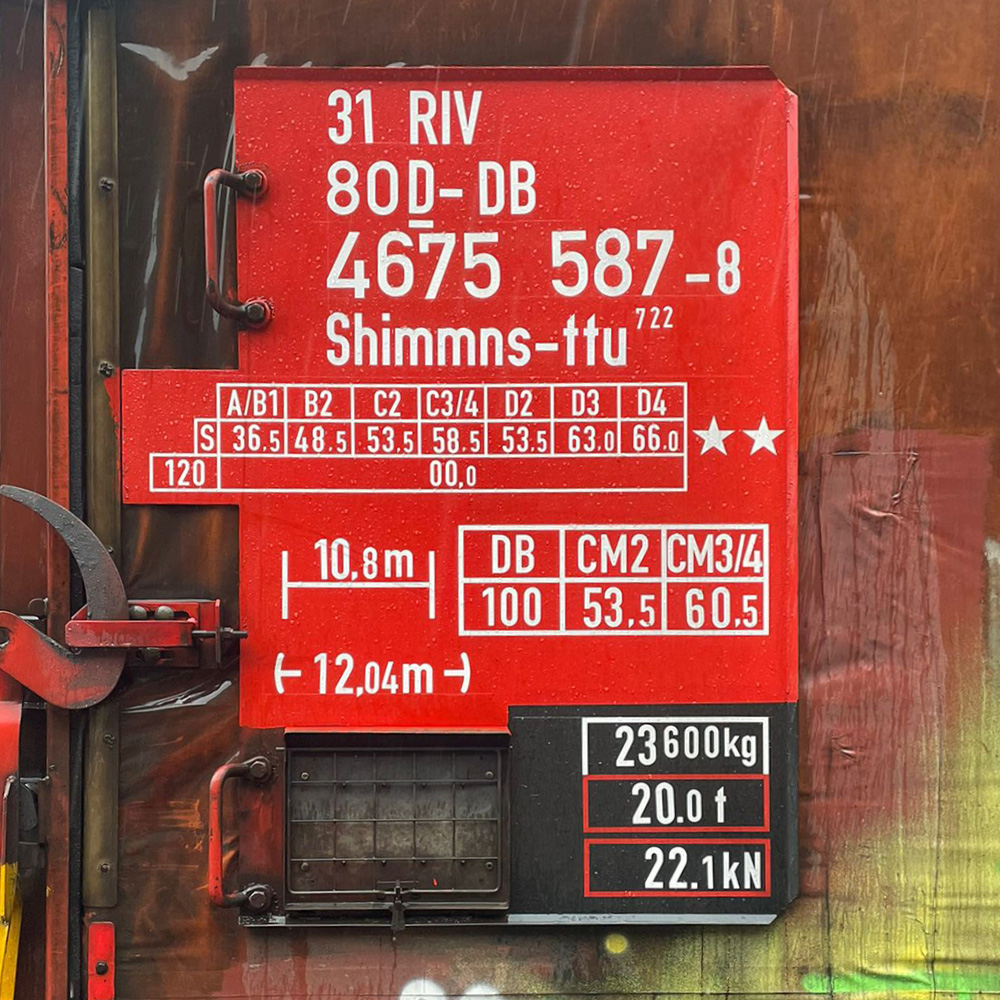 31 RIV
80 D-DB
4675 587-8
Shimmns-ttu 722
A/B1 B2 C2 C3/4 D2 D3 D4
S 36.5 48.5 53.5 58.5 53.5 63.0 66.0 ★★
120 00,0
10,8m
DB CM2 CM3/4
100 53,5 60,5
12,04m
23600kg
20.0 t
22.1kN